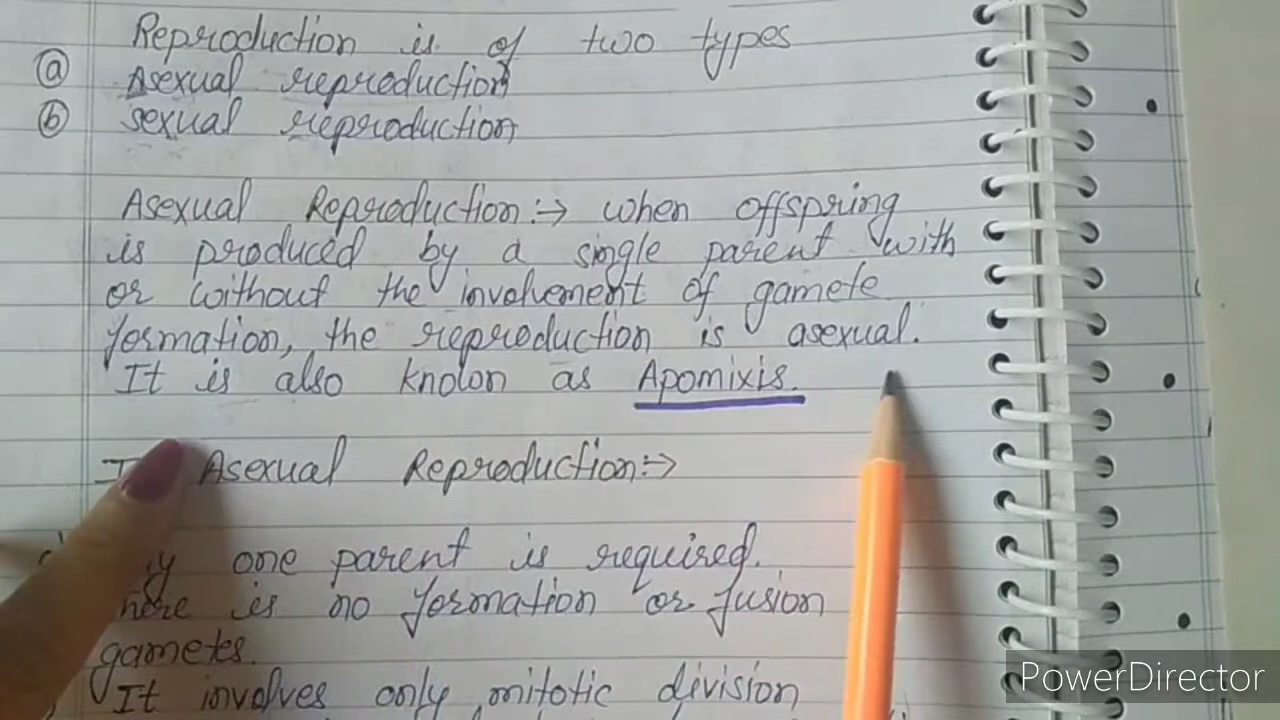 Reproduction is of two types
ⓐ Asexual reproduction
ⓑ sexual reproduction
Asexual Reproduction:→ when offspring
is produced by a single parent with
or without the involvement of gamete
formation, the reproduction is asexual.
It is also known as Apomixis.
Asexual Reproduction:→
one parent is required.
is no formation or fusion
gametes.
It involves only mitotic division
PowerDirector